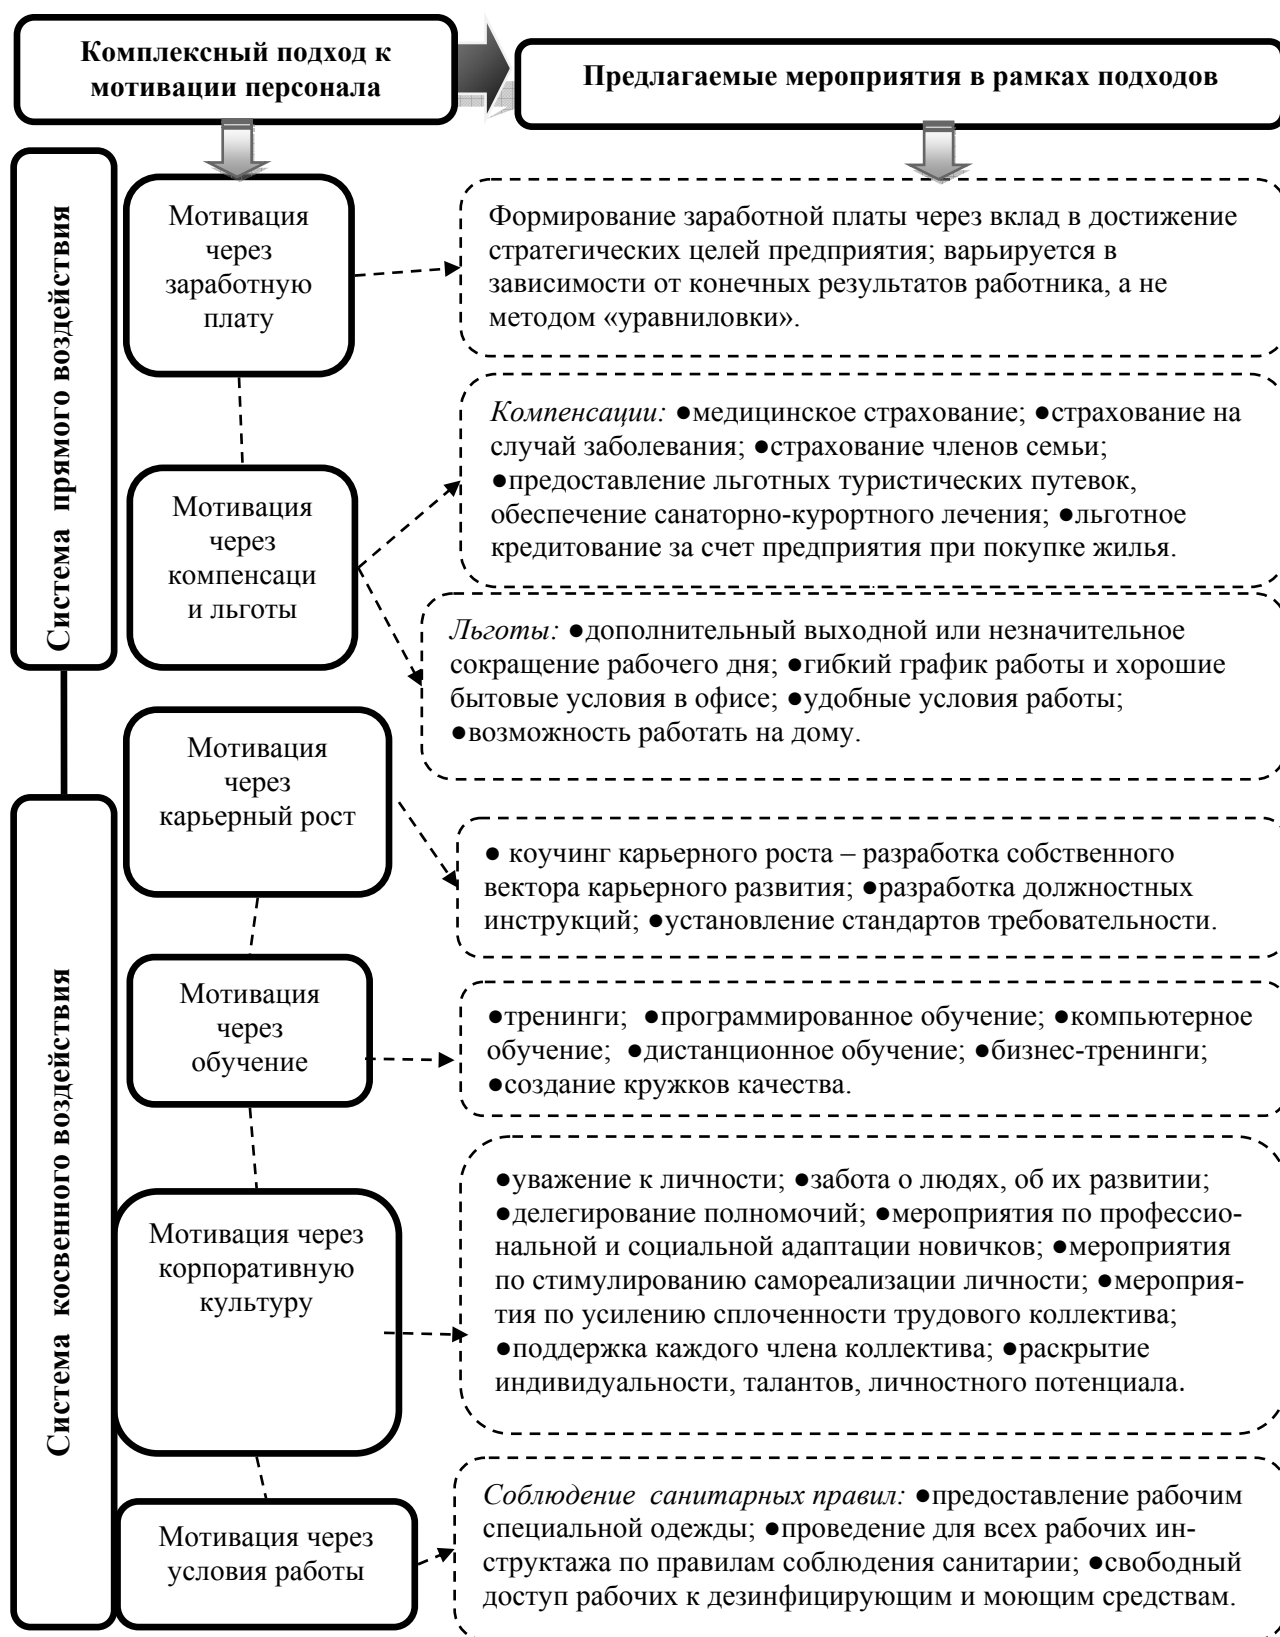 Комплексный подход к
мотивации персонала
Предлагаемые мероприятия в рамках подходов
Система прямого воздействия
Мотивация
через
заработную
плату
Формирование заработной платы через вклад в достижение
стратегических целей предприятия; варьируется в
зависимости от конечных результатов работника, а не
методом «уравниловки».
Мотивация
через
компенсаци
и льготы
Компенсации: ●медицинское страхование; ●страхование на
случай заболевания; ●страхование членов семьи;
●предоставление льготных туристических путевок,
обеспечение санаторно-курортного лечения; ●льготное
кредитование за счет предприятия при покупке жилья.
Льготы: ●дополнительный выходной или незначительное
сокращение рабочего дня; ●гибкий график работы и хорошие
бытовые условия в офисе; ●удобные условия работы;
●возможность работать на дому.
Система косвенного воздействия
Мотивация
через
карьерный рост
● коучинг карьерного роста – разработка собственного
вектора карьерного развития; ●разработка должностных
инструкций; ●установление стандартов требовательности.
Мотивация
через
обучение
●тренинги; ●программированное обучение; ●компьютерное
обучение; ●дистанционное обучение; ●бизнес-тренинги;
●создание кружков качества.
Мотивация через
корпоративную
культуру
●уважение к личности; ●забота о людях, об их развитии;
●делегирование полномочий; ●мероприятия по профессио-
нальной и социальной адаптации новичков; ●мероприятия
по стимулированию самореализации личности; ●мероприя-
тия по усилению сплоченности трудового коллектива;
●поддержка каждого члена коллектива; ●раскрытие
индивидуальности, талантов, личностного потенциала.
Мотивация через
условия работы
Соблюдение санитарных правил: ●предоставление рабочим
специальной одежды; ●проведение для всех рабочих ин-
структажа по правилам соблюдения санитарии; ●свободный
доступ рабочих к дезинфицирующим и моющим средствам.